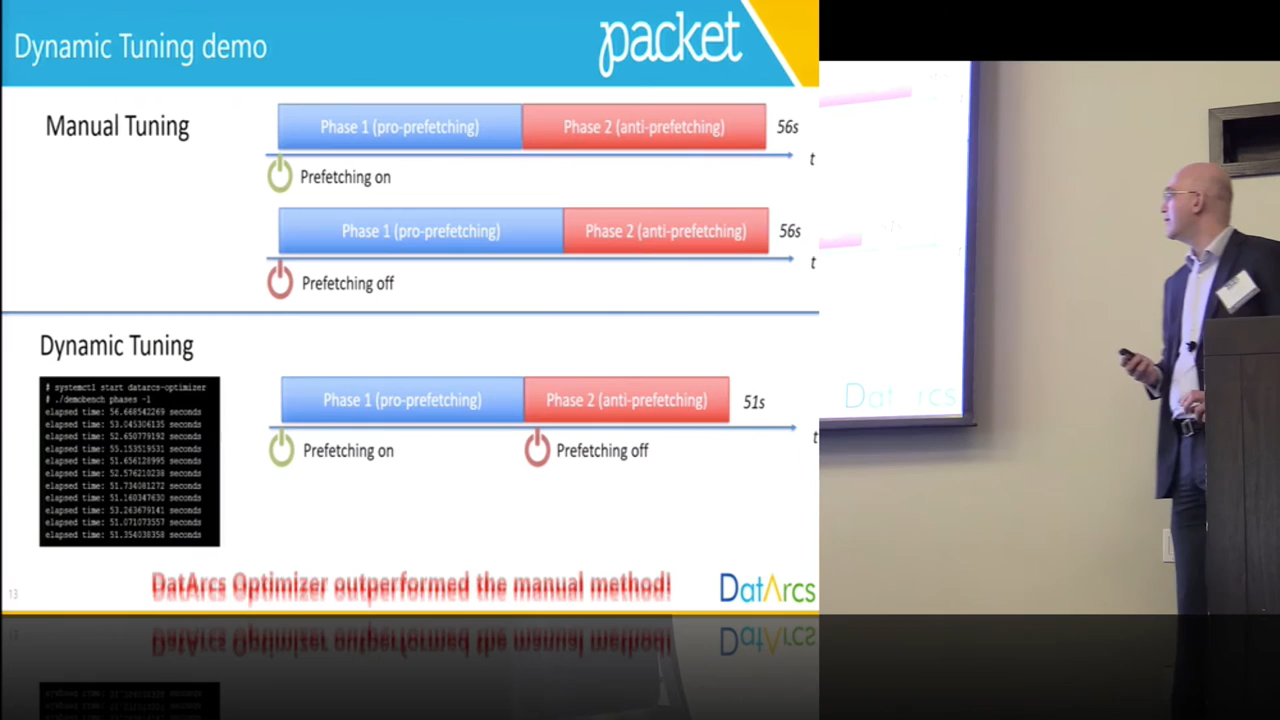 Dynamic Tuning demo
packet
Manual Tuning
Phase 1 (pro-prefetching)
Phase 2 (anti-prefetching)
56s
t
Prefetching on
Phase 1 (pro-prefetching)
Phase 2 (anti-prefetching)
56s
t
Prefetching off
Dynamic Tuning
# systemctl start datarcs-optimizer
# ./demobench phases -l
elapsed time: 56.668542269 seconds
elapsed time: 53.045306135 seconds
elapsed time: 52.650779192 seconds
elapsed time: 55.153519531 seconds
elapsed time: 51.656128995 seconds
elapsed time: 52.576210238 seconds
elapsed time: 51.734081272 seconds
elapsed time: 51.160347630 seconds
elapsed time: 53.263679141 seconds
elapsed time: 51.071073557 seconds
elapsed time: 51.354038358 seconds
Phase 1 (pro-prefetching)
Phase 2 (anti-prefetching)
51s
t
Prefetching on
Prefetching off
DatArcs Optimizer outperformed the manual method!
13
DatArcs